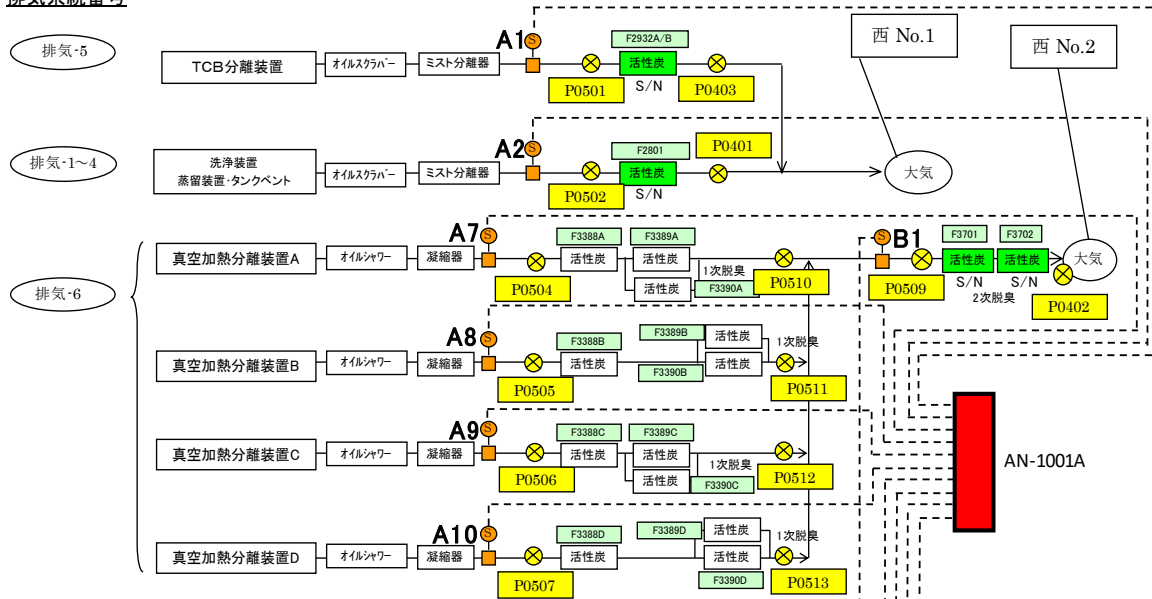 排気系統番号
排気-5
TCB分離装置
オイルスクラバー
ミスト分離器
A1
S
P0501
F2932A/B
活性炭
S/N
P0403
西 No.1
西 No.2
排気-1~4
洗浄装置
蒸留装置・タンクベント
オイルスクラバー
ミスト分離器
A2
S
P0502
F2801
活性炭
S/N
P0401
大気
排気-6
真空加熱分離装置A
オイルシャワー
凝縮器
A7
S
P0504
F3388A
活性炭
F3389A
活性炭
活性炭
1次脱臭
F3390A
P0510
S
B1
P0509
F3701
活性炭
S/N
F3702
活性炭
S/N
2次脱臭
大気
P0402
真空加熱分離装置B
オイルシャワー
凝縮器
A8
S
P0505
F3388B
活性炭
F3389B
活性炭
F3390B
活性炭
1次脱臭
P0511
真空加熱分離装置C
オイルシャワー
凝縮器
A9
S
P0506
F3388C
活性炭
F3389C
活性炭
活性炭
1次脱臭
F3390C
P0512
AN-1001A
真空加熱分離装置D
オイルシャワー
凝縮器
A10
S
P0507
F3388D
活性炭
F3389D
活性炭
活性炭
F3390D
1次脱臭
P0513